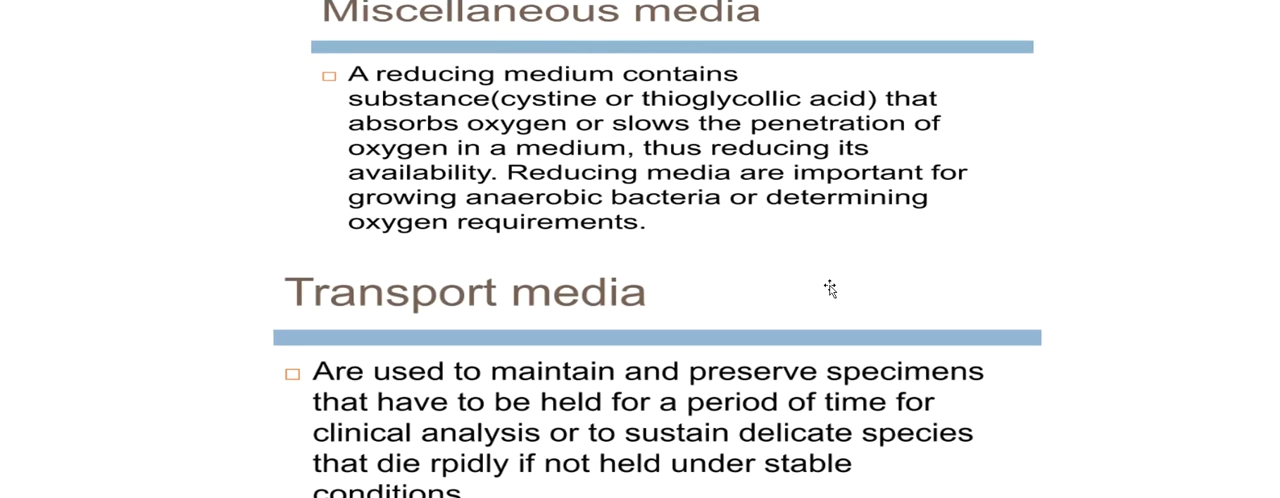 Miscellaneous media
A reducing medium contains
substance(cystine or thioglycollic acid) that
absorbs oxygen or slows the penetration of
oxygen in a medium, thus reducing its
availability. Reducing media are important for
growing anaerobic bacteria or determining
oxygen requirements.
Transport media
Are used to maintain and preserve specimens
that have to be held for a period of time for
clinical analysis or to sustain delicate species
that die rpidly if not held under stable
conditions